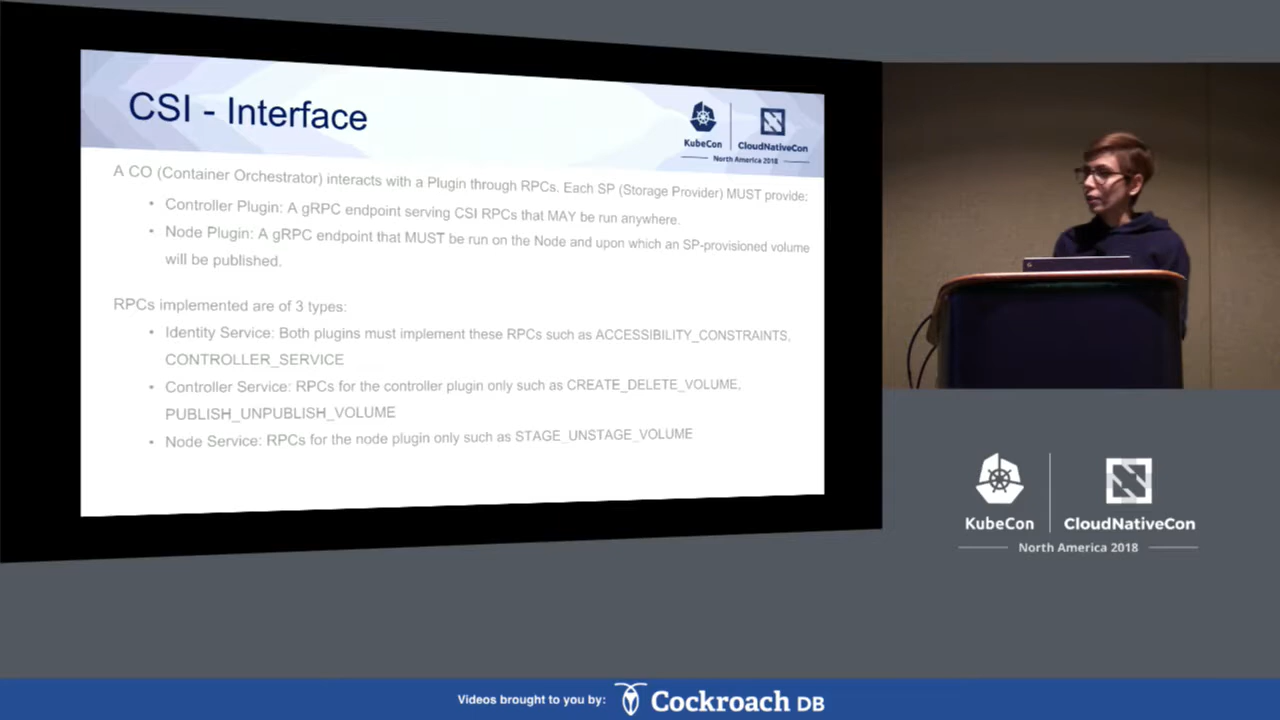 CSI - Interface
KubeCon
CloudNativeCon
North America 2018
A CO (Container Orchestrator) interacts with a Plugin through RPCs. Each SP (Storage Provider) MUST provide:
• Controller Plugin: A gRPC endpoint serving CSI RPCs that MAY be run anywhere.
• Node Plugin: A gRPC endpoint that MUST be run on the Node and upon which an SP-provisioned volume
will be published.
RPCs implemented are of 3 types:
• Identity Service: Both plugins must implement these RPCs such as ACCESSIBILITY_CONSTRAINTS,
CONTROLLER_SERVICE
• Controller Service: RPCs for the controller plugin only such as CREATE_DELETE_VOLUME,
PUBLISH_UNPUBLISH_VOLUME
• Node Service: RPCs for the node plugin only such as STAGE_UNSTAGE_VOLUME
KubeCon
CloudNativeCon
North America 2018
Videos brought to you by:
Cockroach DB